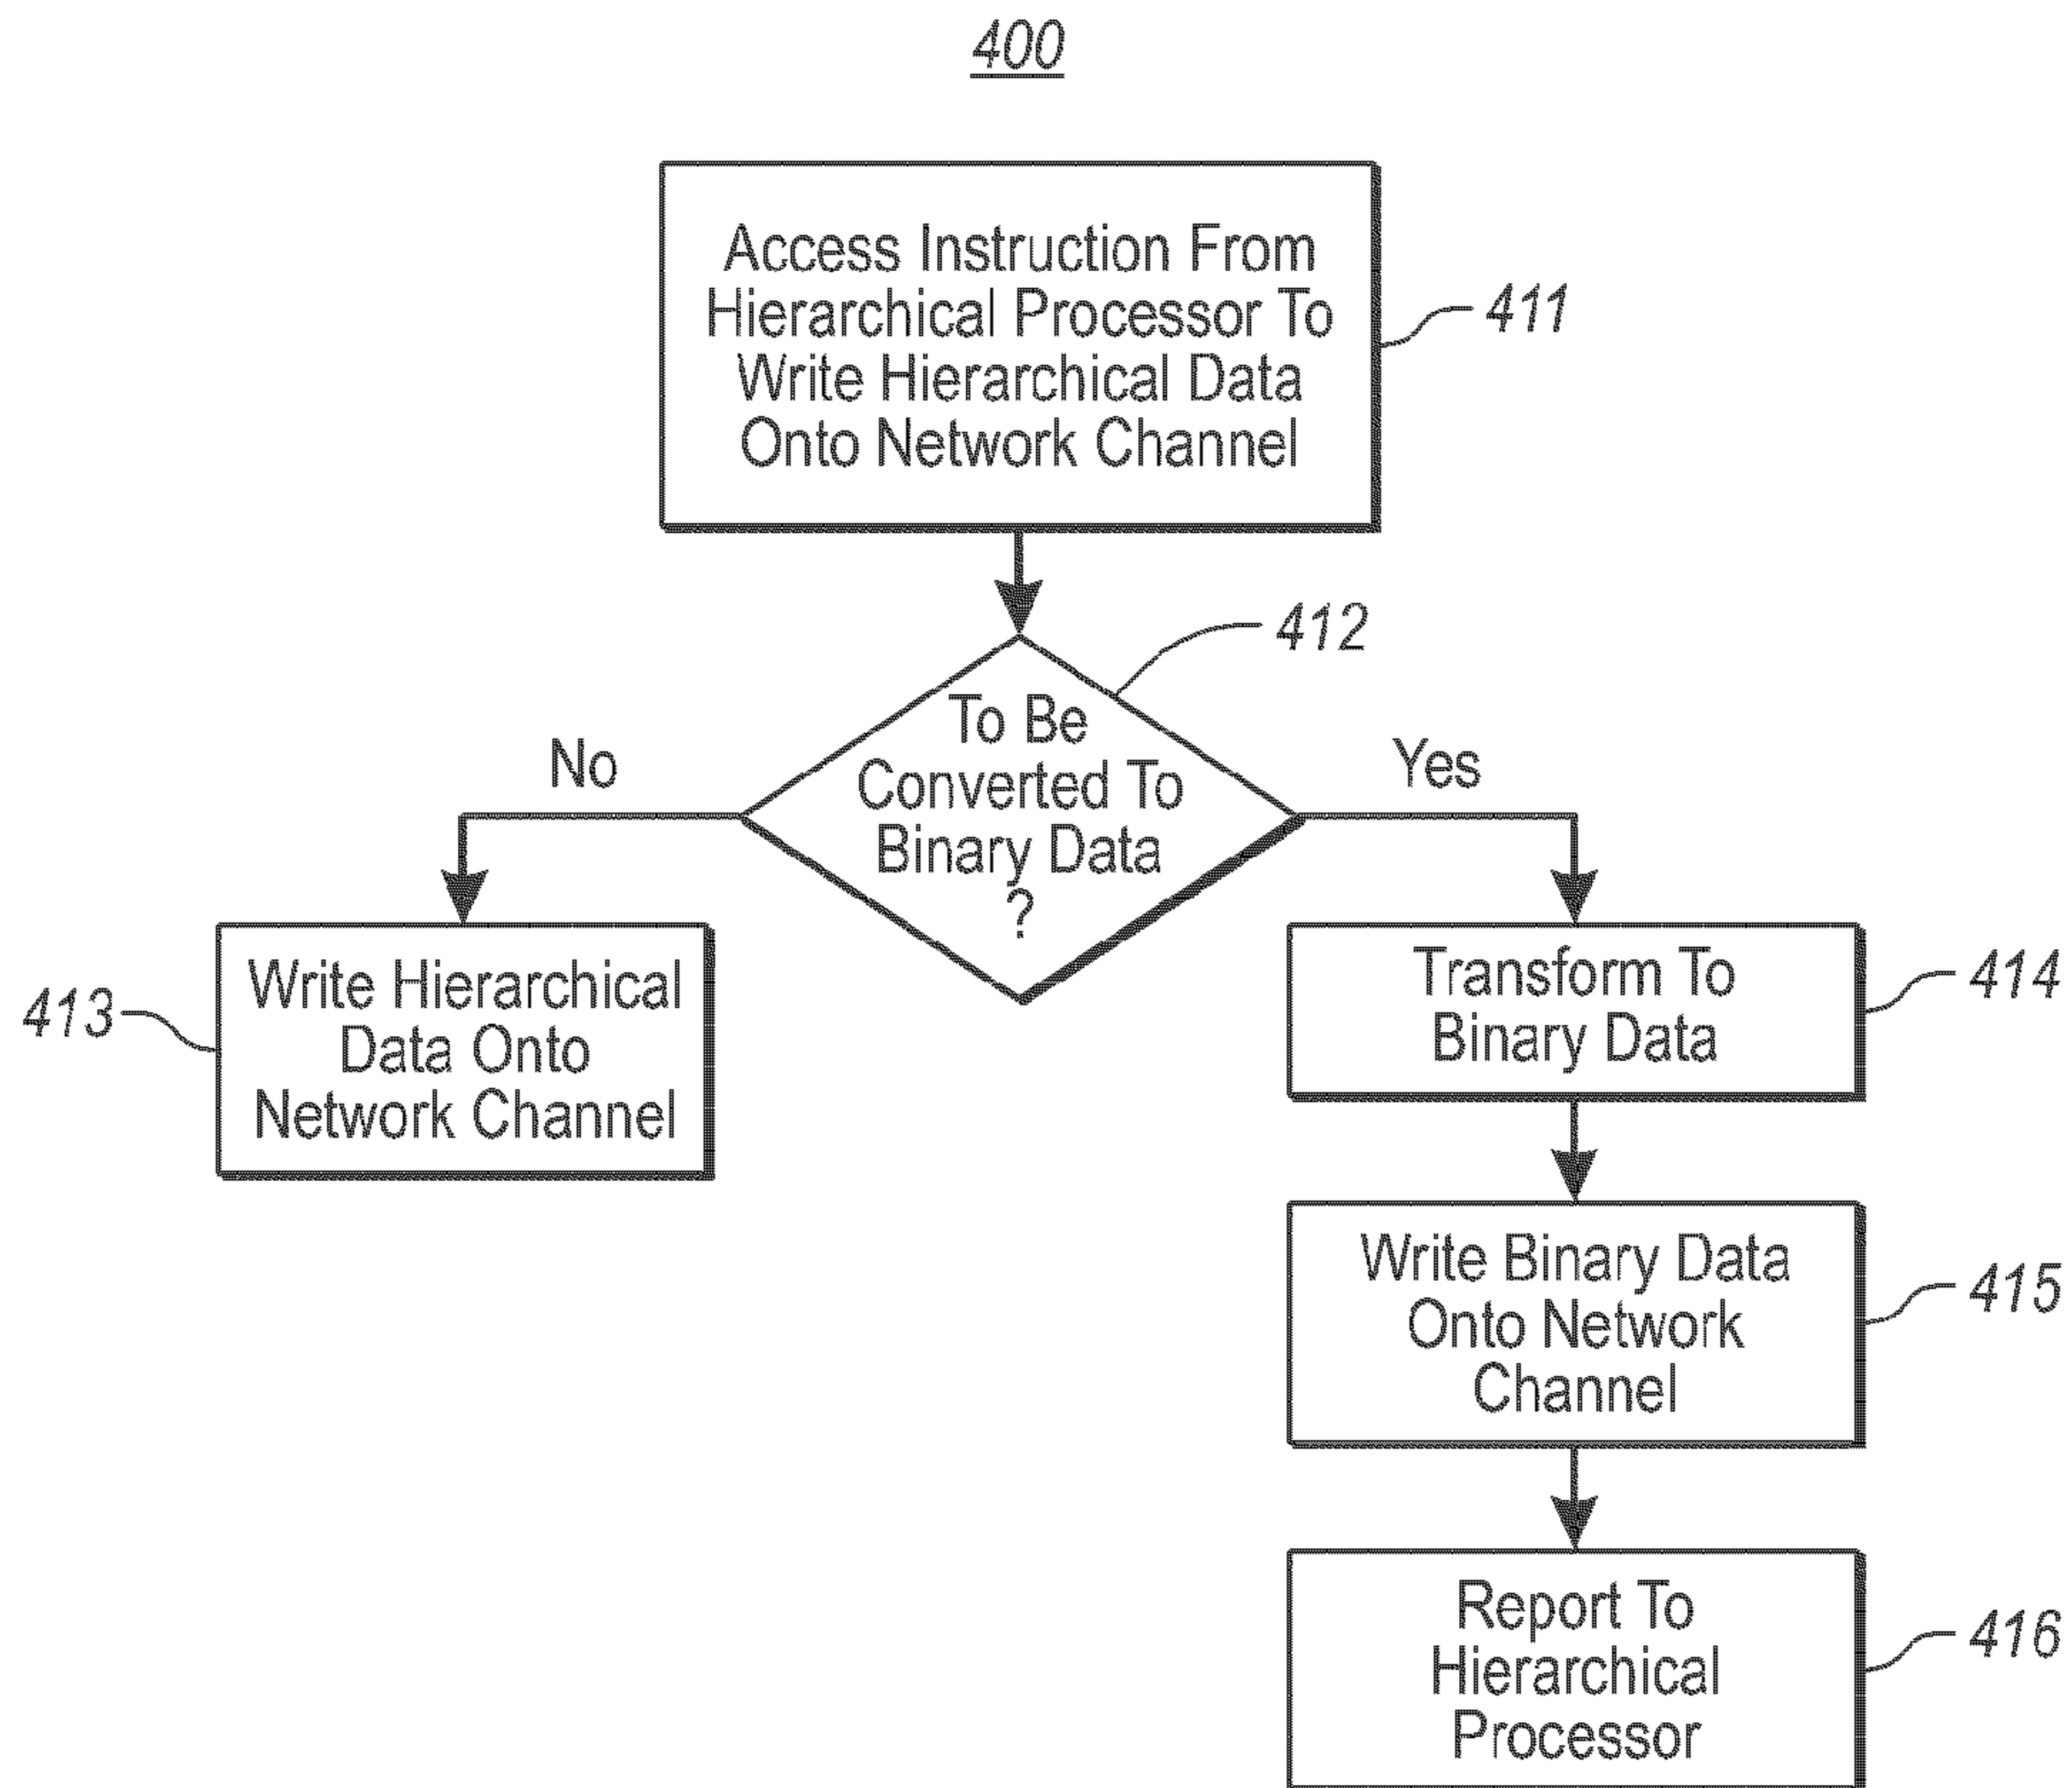 400
Access Instruction From
Hierarchical Processor To
Write Hierarchical Data
Onto Network Channel
411
412
To Be
Converted To
Binary Data
?
No
Yes
413
Write Hierarchical
Data Onto
Network Channel
Transform To
Binary Data
414
Write Binary Data
Onto Network
Channel
415
Report To
Hierarchical
Processor
416